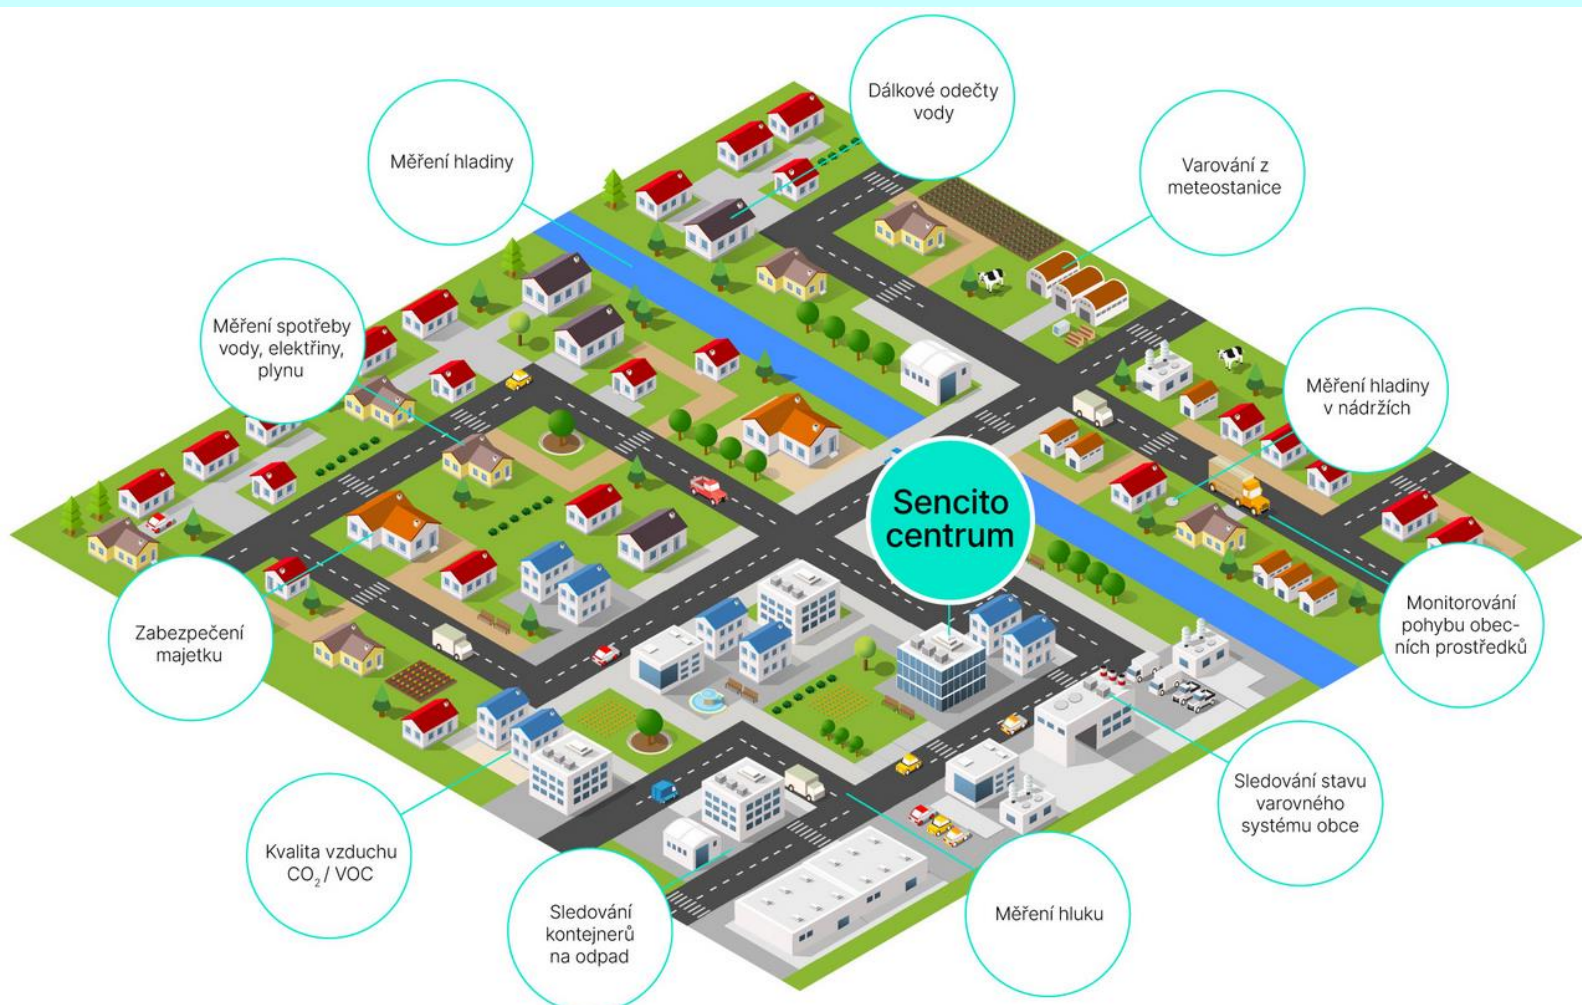 Dálkové odečty
vody
Měření hladiny
Varování z
meteostanice
Měření spotřeby
vody, elektřiny,
plynu
Měření hladiny
v nádržích
Sencito
centrum
Zabezpečení
majetku
Monitorování
pohybu obec-
ních prostředků
Sledování stavu
varovného
systému obce
Kvalita vzduchu
CO₂ / VOC
Sledování
kontejnerů
na odpad
Měření hluku